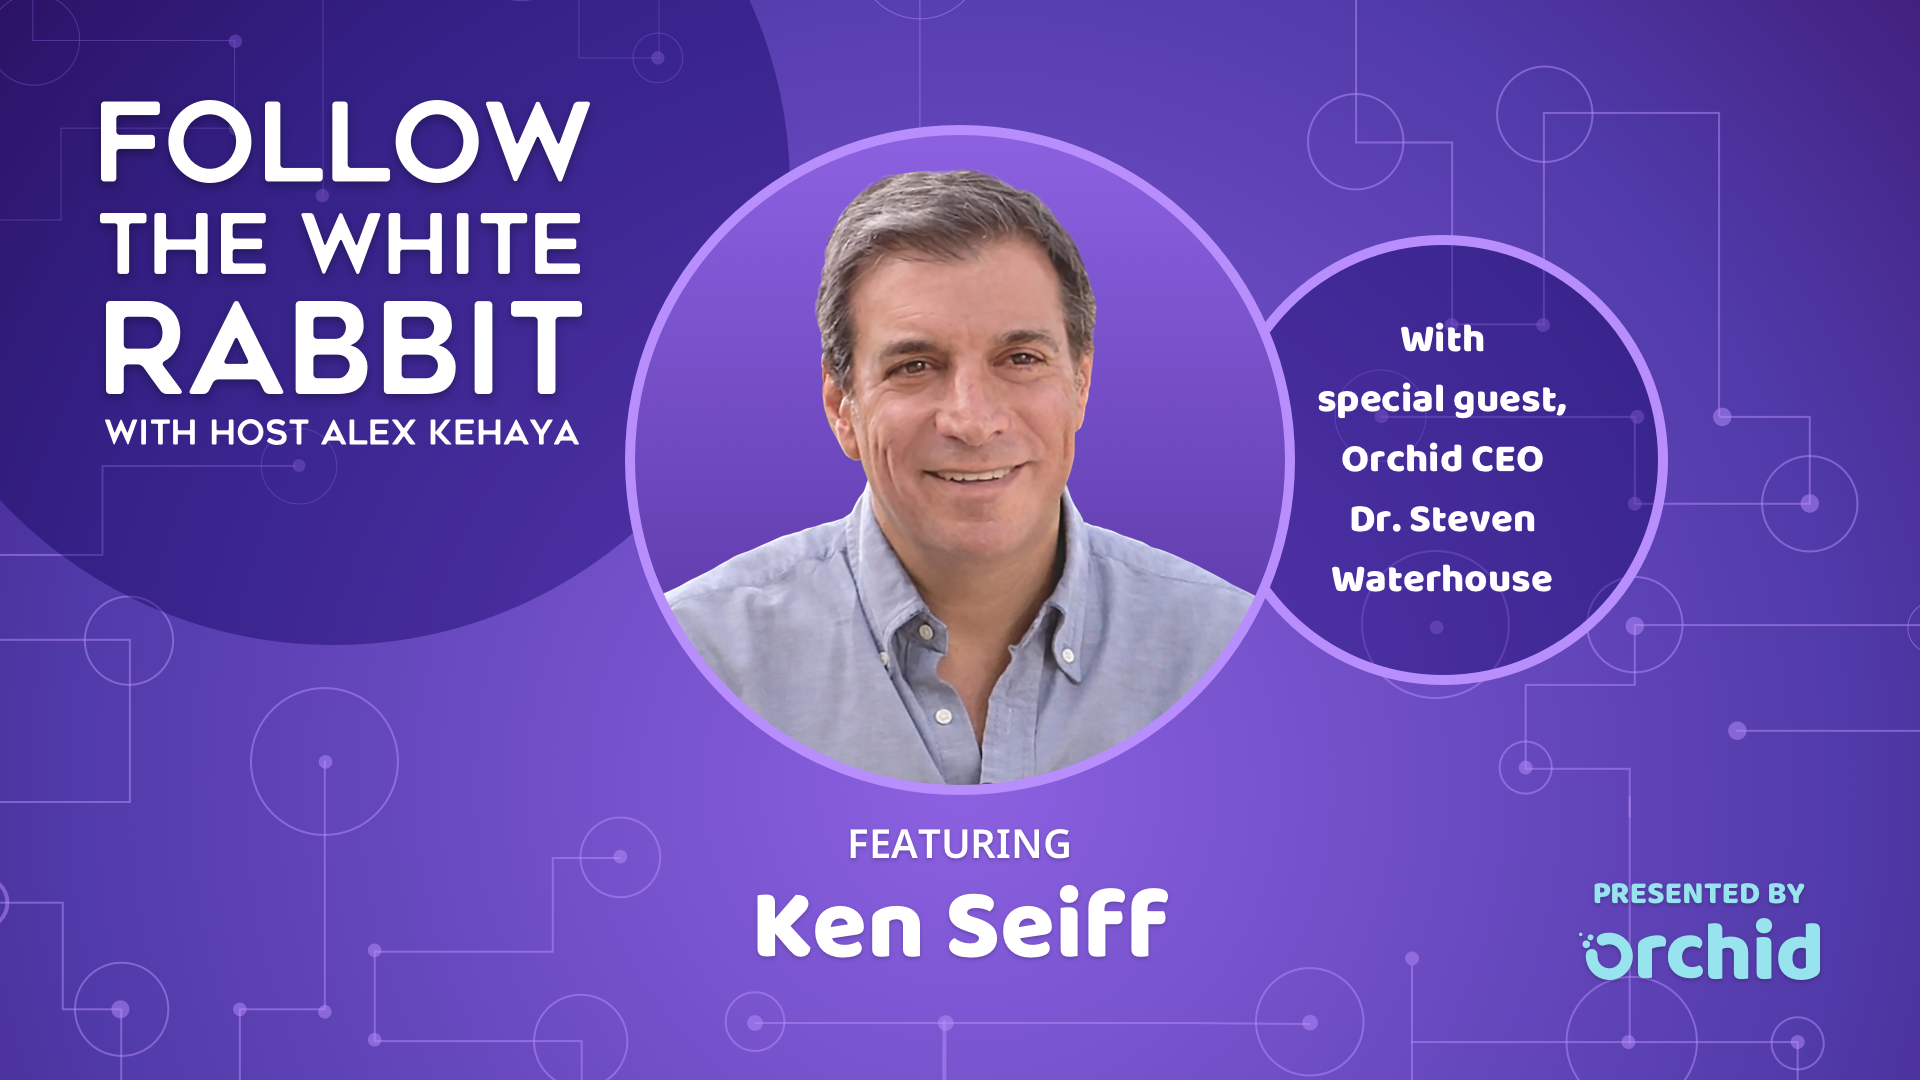 FOLLOW
THE WHITE
RABBIT
WITH HOST ALEX KEHAYA
With
special guest,
Orchid CEO
Dr. Steven
Waterhouse
FEATURING
Ken Seiff
PRESENTED BY
orchid